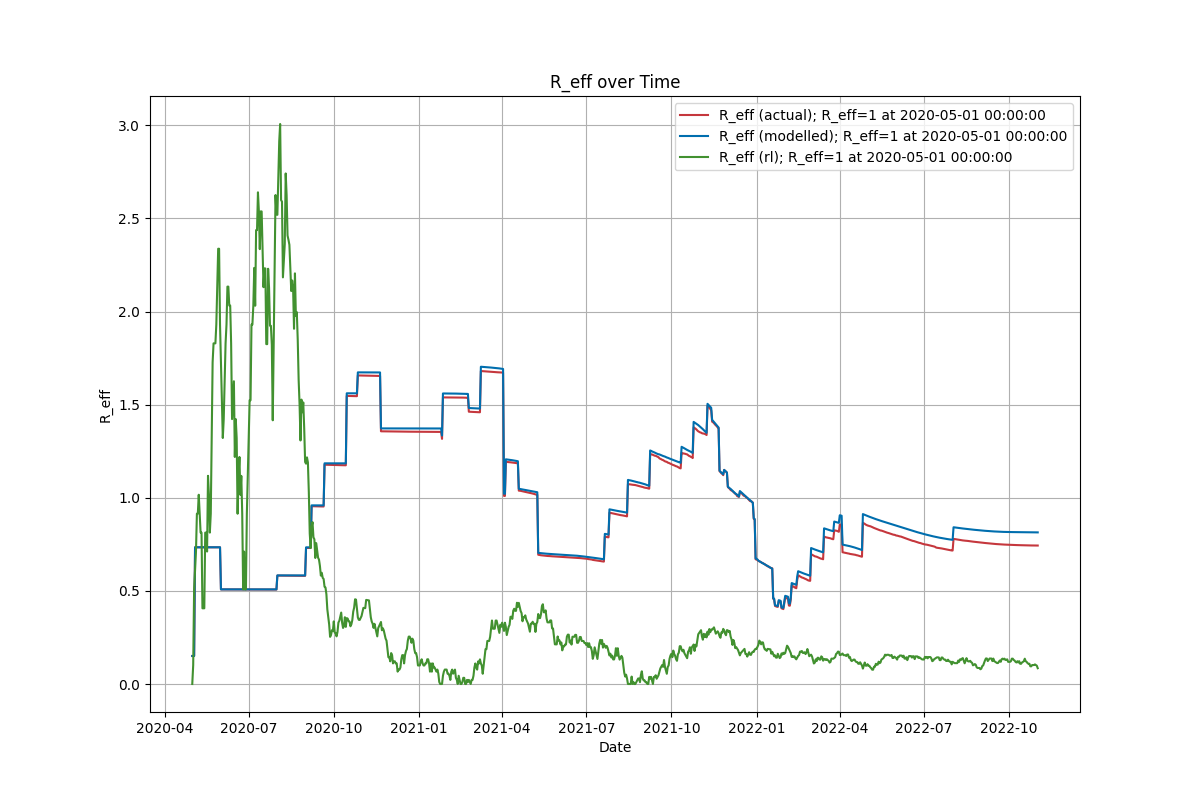 R_eff over Time
R_eff (actual); R_eff=1 at 2020-05-01 00:00:00
R_eff (modelled); R_eff=1 at 2020-05-01 00:00:00
R_eff (rl); R_eff=1 at 2020-05-01 00:00:00
3.0
2.5
2.0
1.5
1.0
0.5
0.0
R_eff
2020-04 2020-07 2020-10 2021-01 2021-04 2021-07 2021-10 2022-01 2022-04 2022-07 2022-10
Date